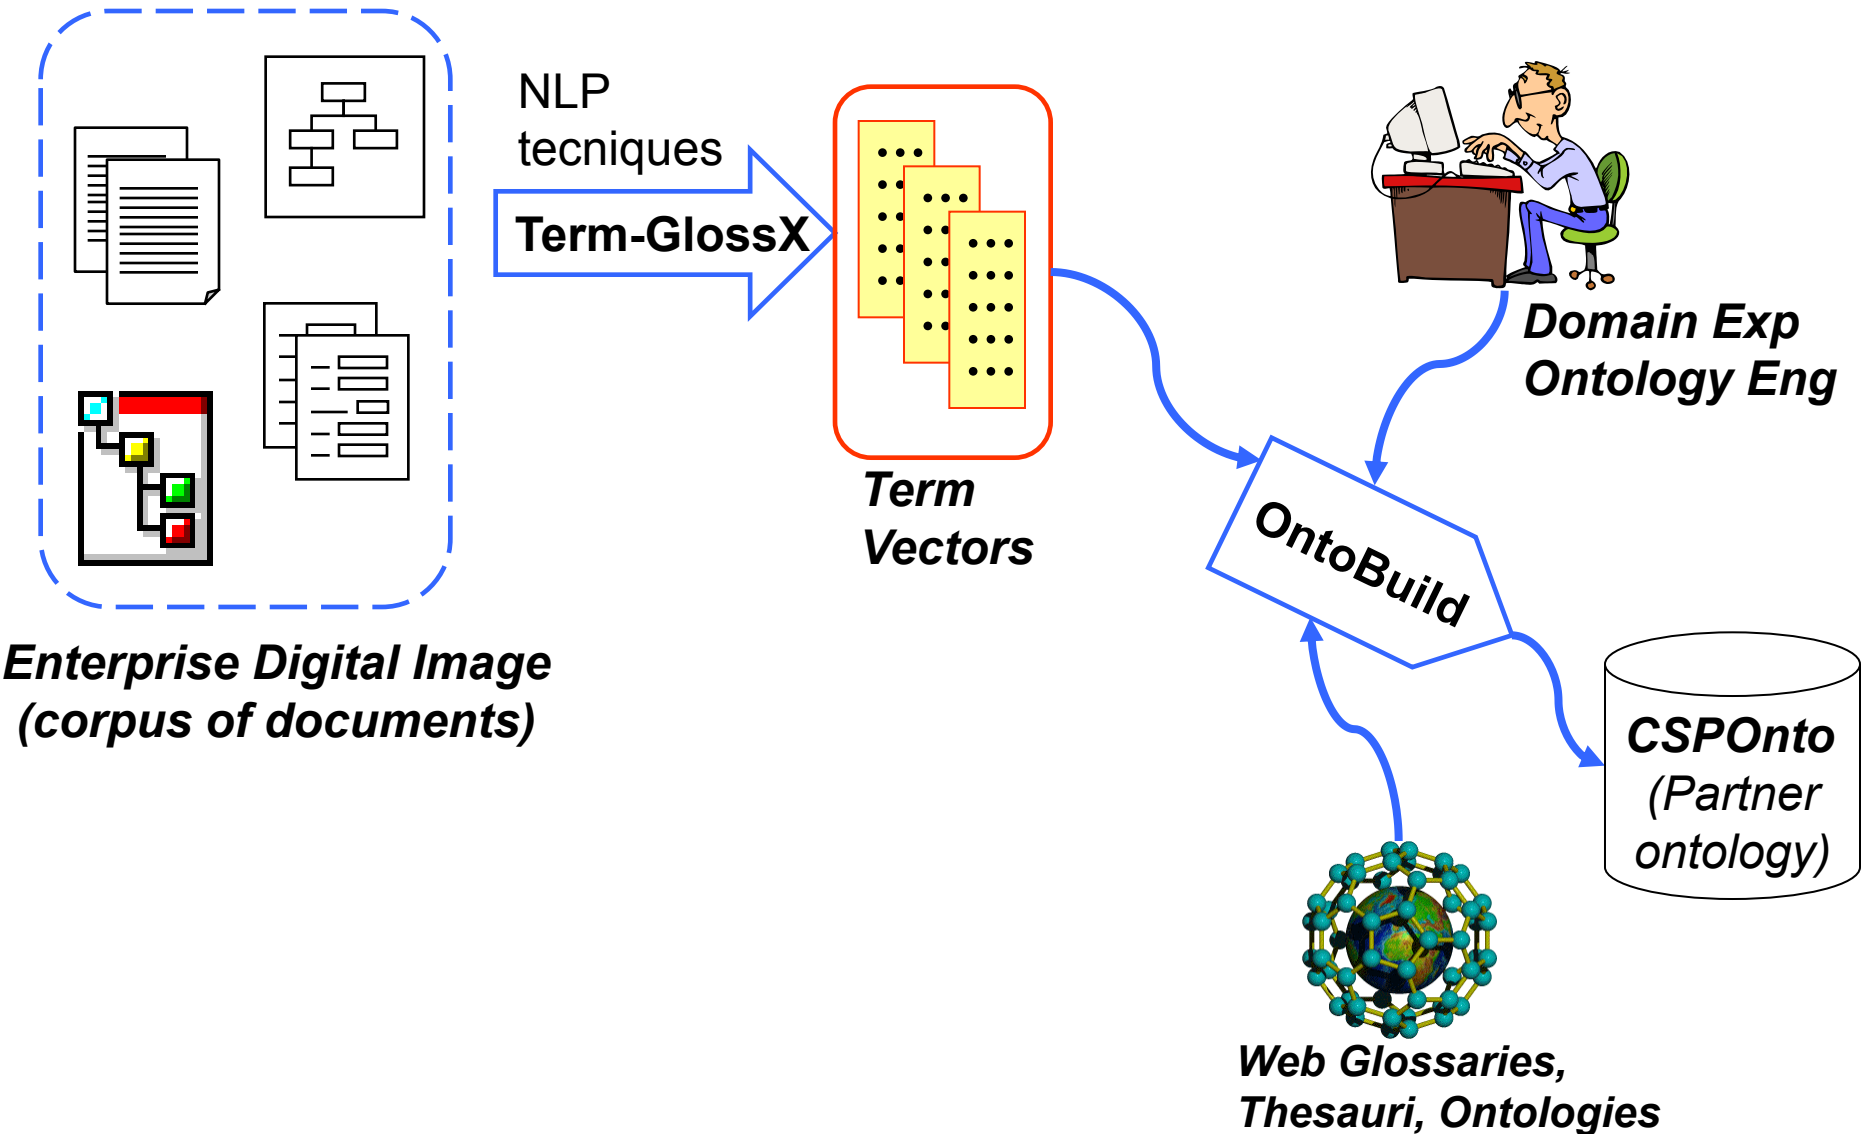 NLP
tecniques
Term-GlossX
Domain Exp
Ontology Eng
Term
Vectors
OntoBuild
Enterprise Digital Image
(corpus of documents)
CSPOnto
(Partner
ontology)
Web Glossaries,
Thesauri, Ontologies